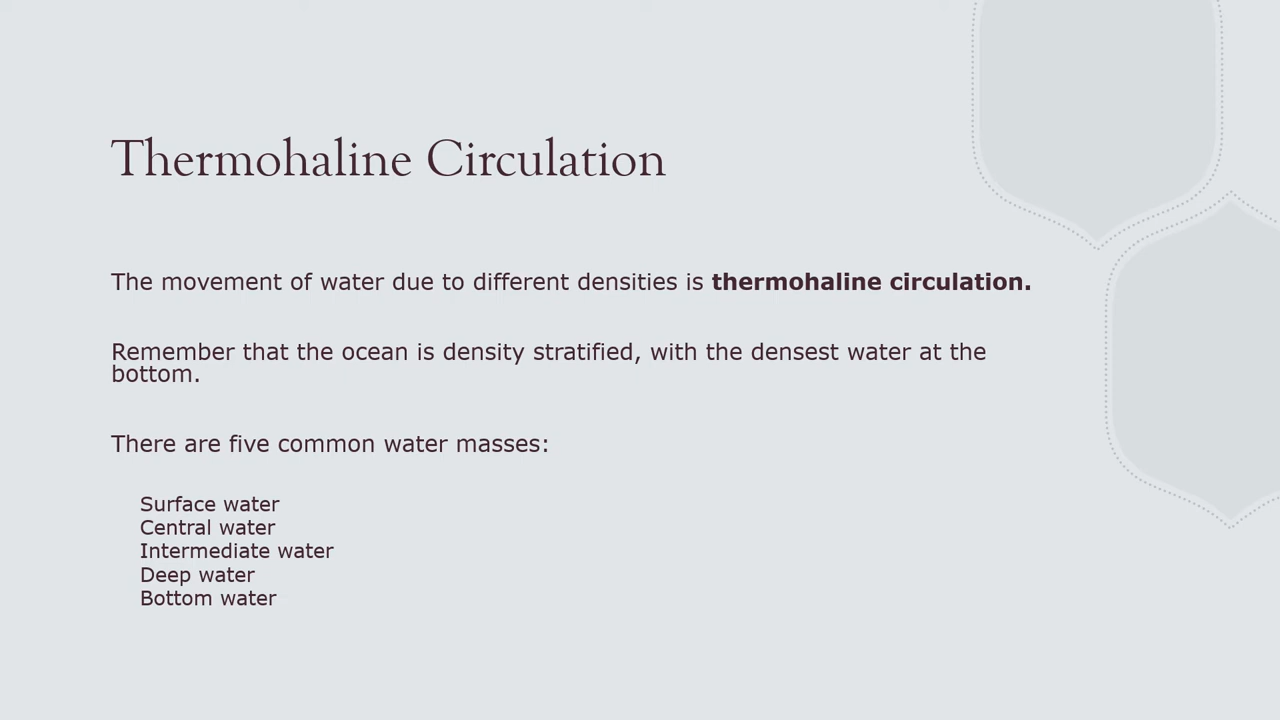 Thermohaline Circulation
The movement of water due to different densities is thermohaline circulation.
Remember that the ocean is density stratified, with the densest water at the
bottom.
There are five common water masses:
Surface water
Central water
Intermediate water
Deep water
Bottom water